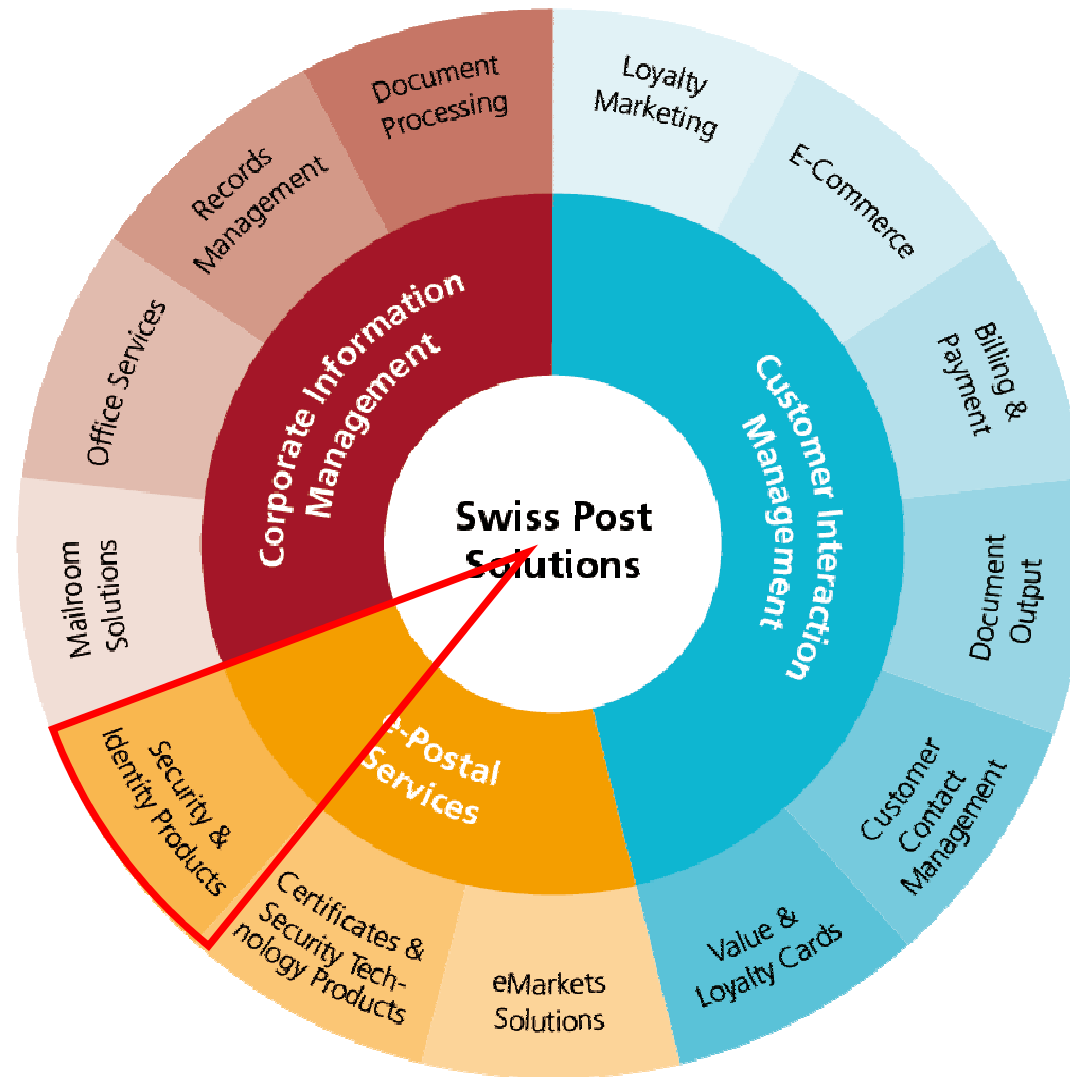 Swiss Post
Solutions
Customer Interaction
Management
Loyalty
Marketing
E-Commerce
Billing &
Payment
Document
Output
Customer
Contact
Management
Value &
Loyalty Cards
e-Postal
Services
eMarkets
Solutions
Certificates &
Security Tech-
nology Products
Security &
Identity Products
Corporate Information
Management
Mailroom
Solutions
Office Services
Records
Management
Document
Processing